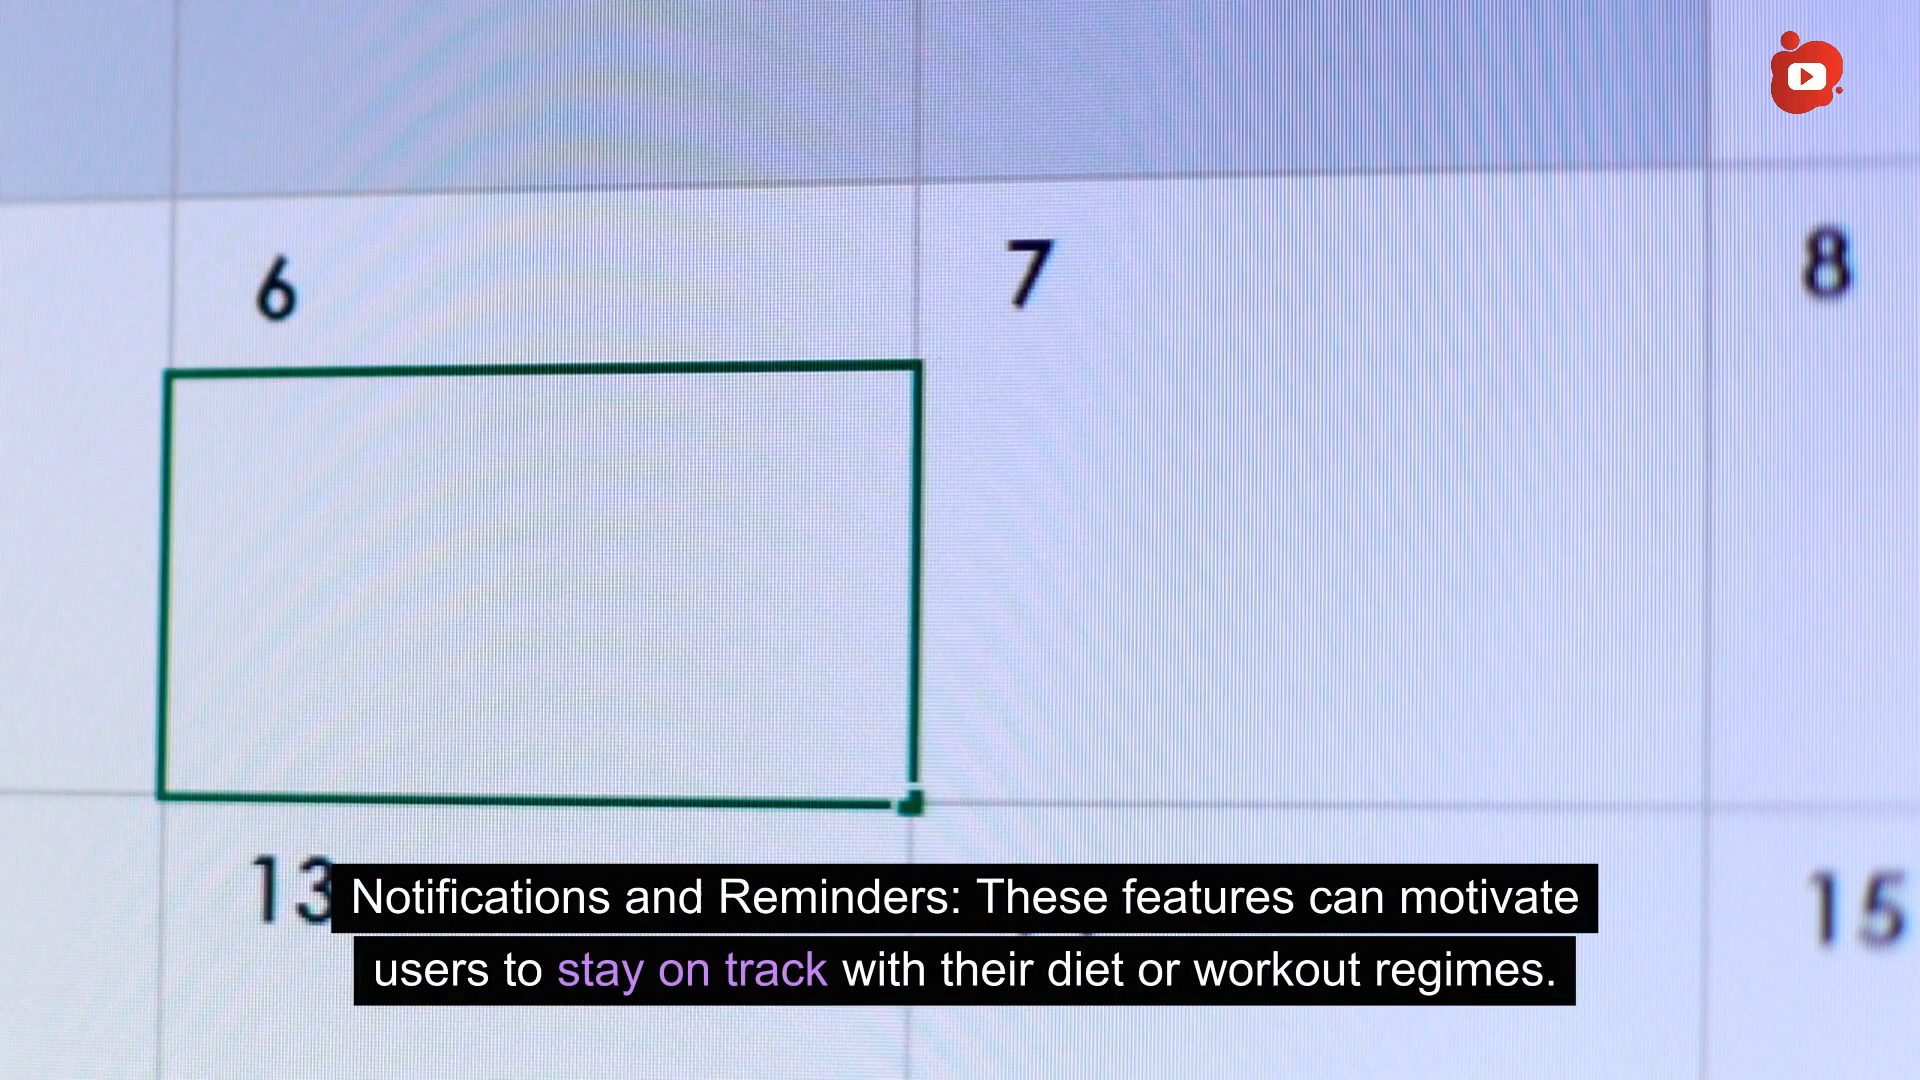 6 7 8
13 15
Notifications and Reminders: These features can motivate
users to stay on track with their diet or workout regimes.